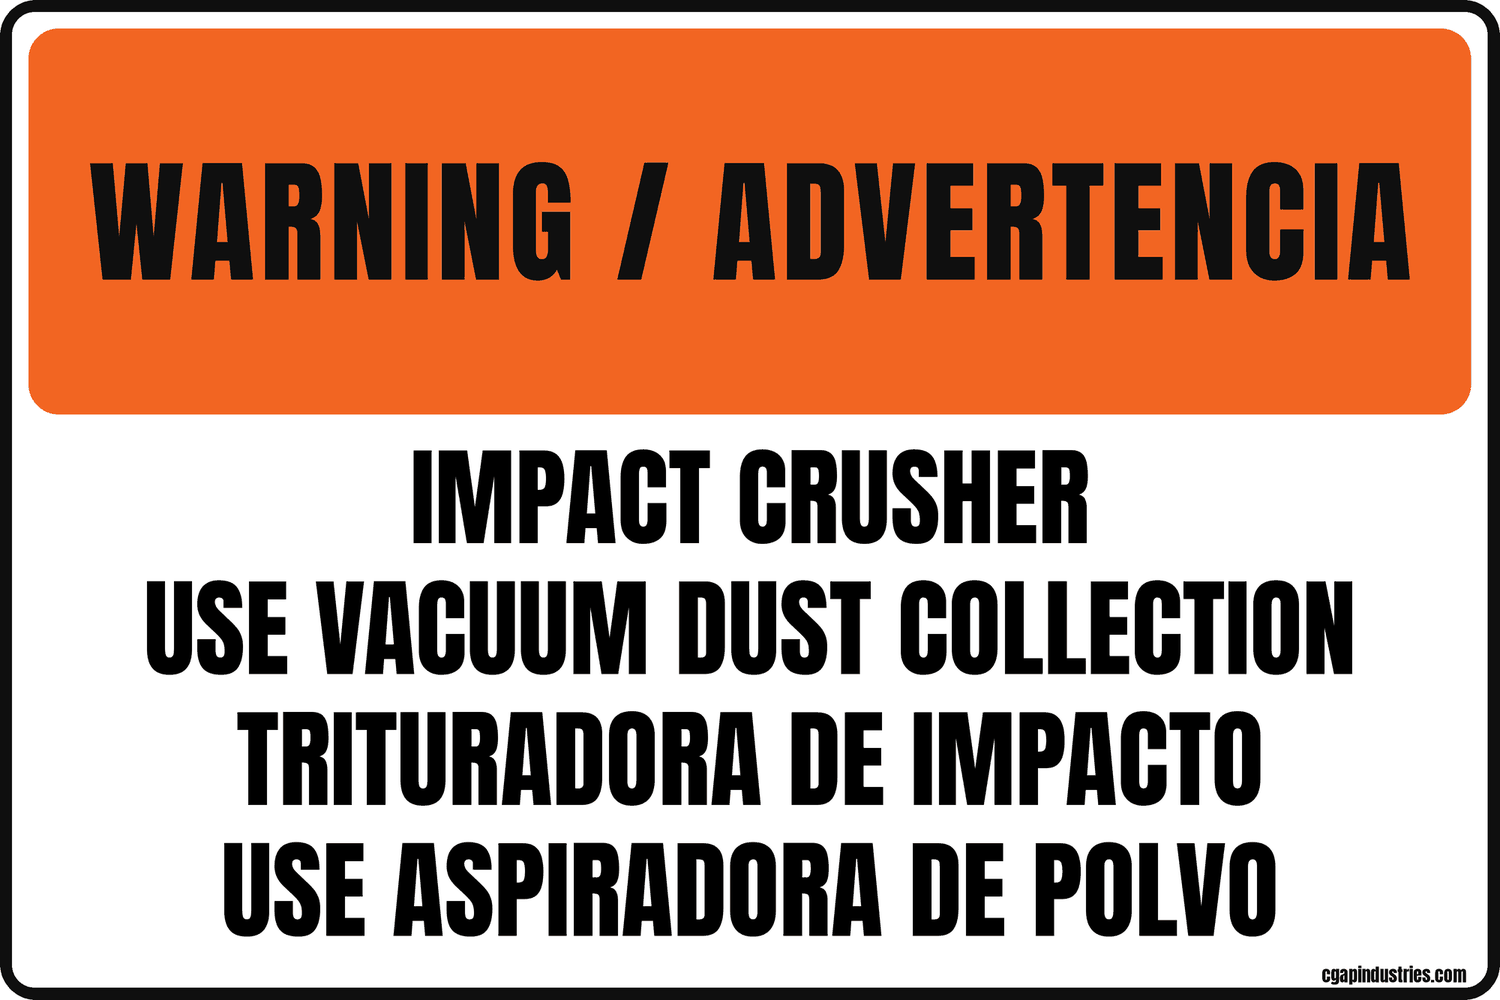 WARNING / ADVERTENCIA
IMPACT CRUSHER
USE VACUUM DUST COLLECTION
TRITURADORA DE IMPACTO
USE ASPIRADORA DE POLVO
cgapindustries.com